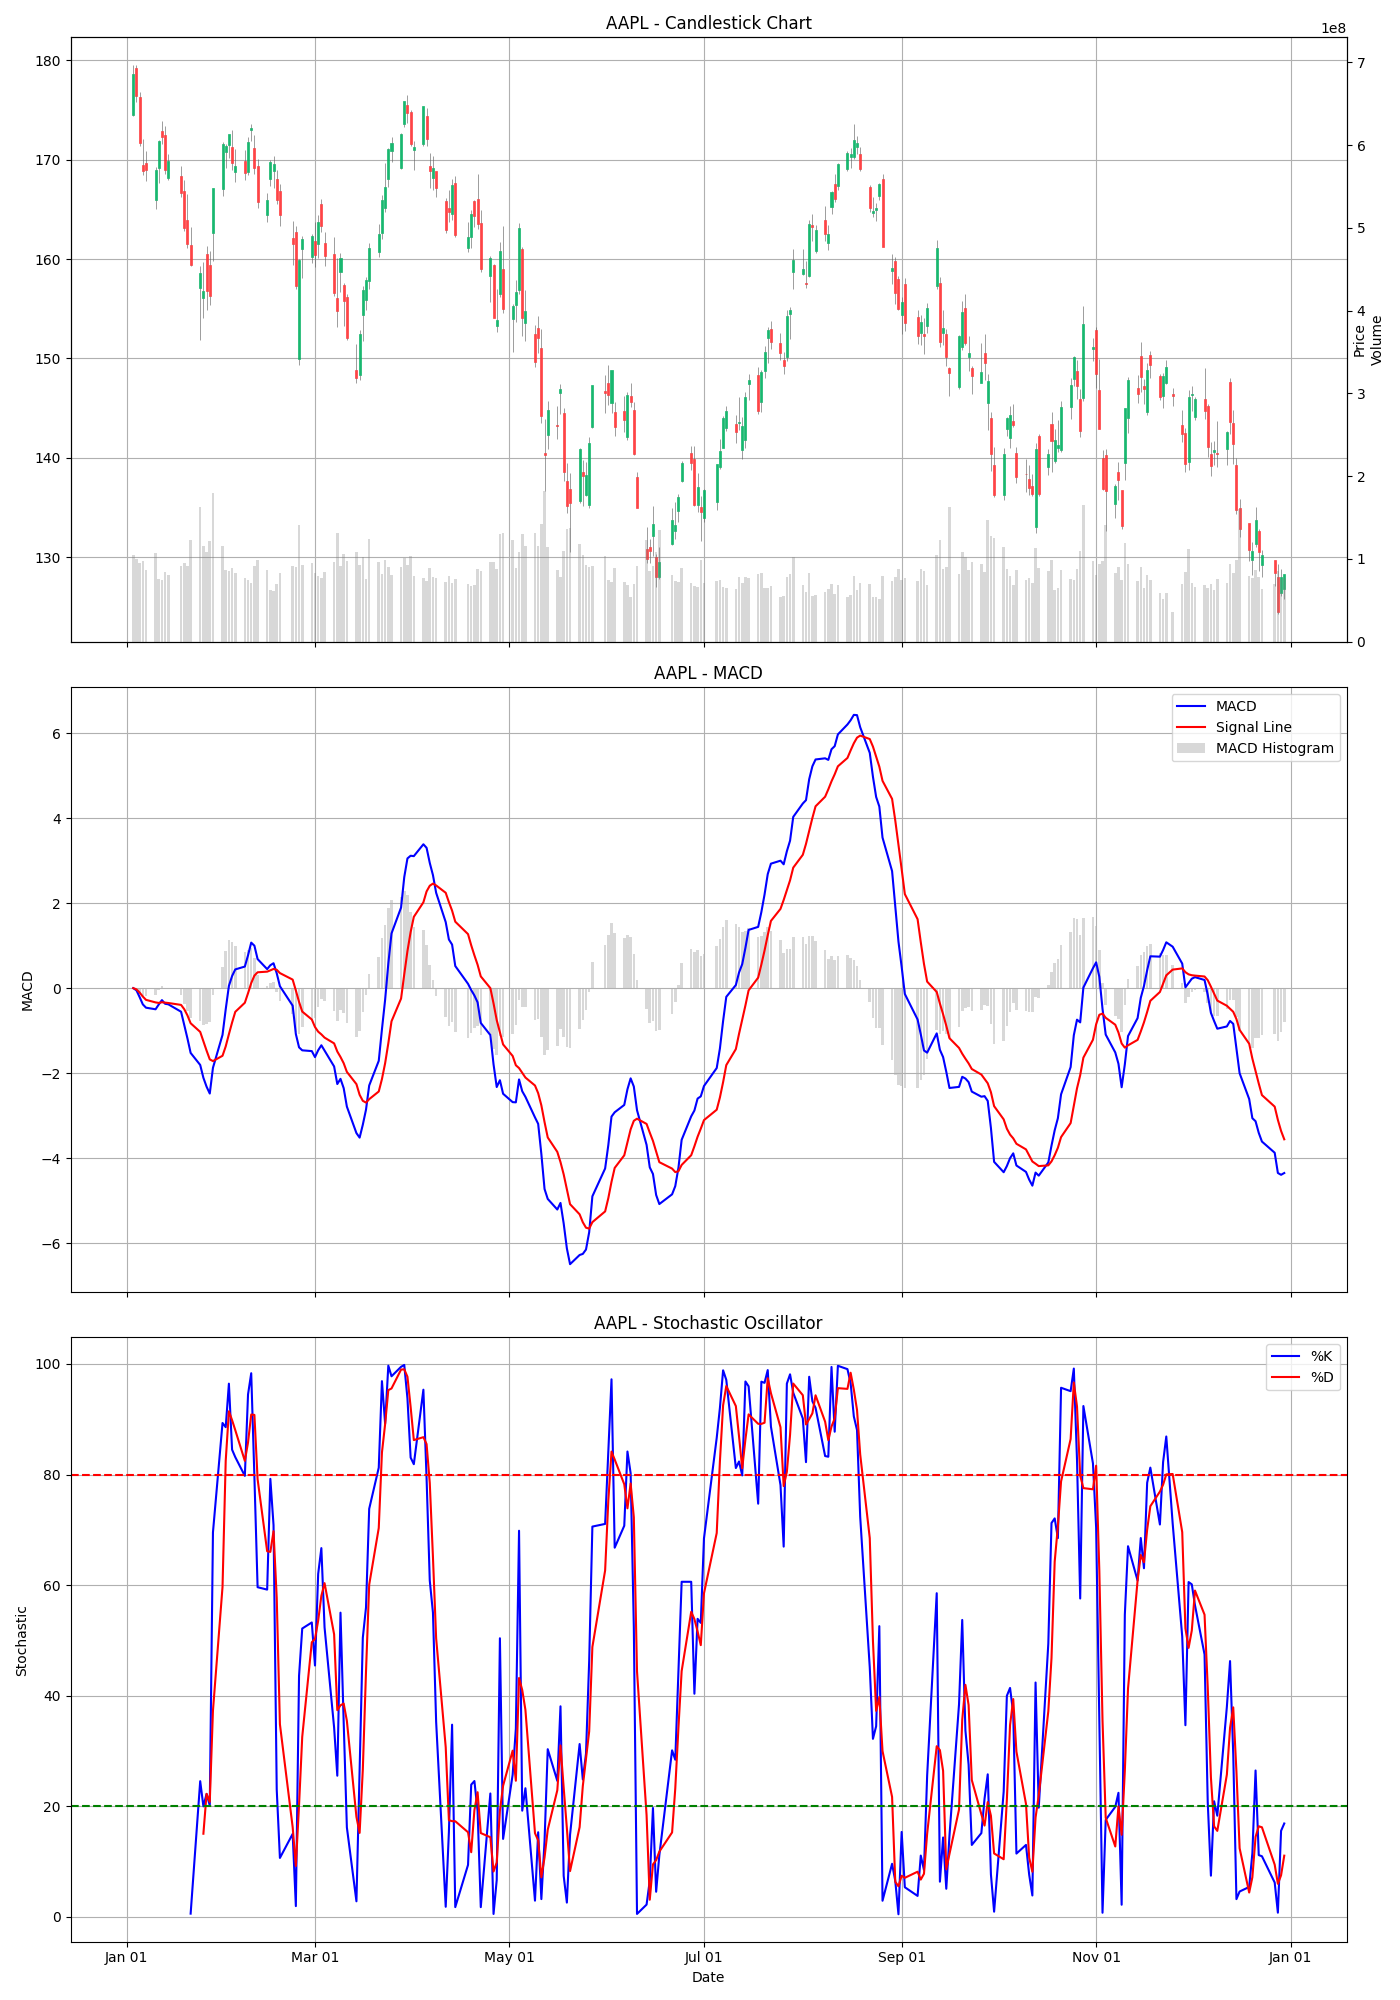 AAPL - Candlestick Chart
1e8
180
170
160
150
140
130
7
6
5
4
3
2
1
0
Price
Volume
AAPL - MACD
MACD
Signal Line
MACD Histogram
6
4
2
0
−2
−4
−6
MACD
AAPL - Stochastic Oscillator
%K
%D
100
80
60
40
20
0
Stochastic
Jan 01 Mar 01 May 01 Jul 01 Sep 01 Nov 01 Jan 01
Date